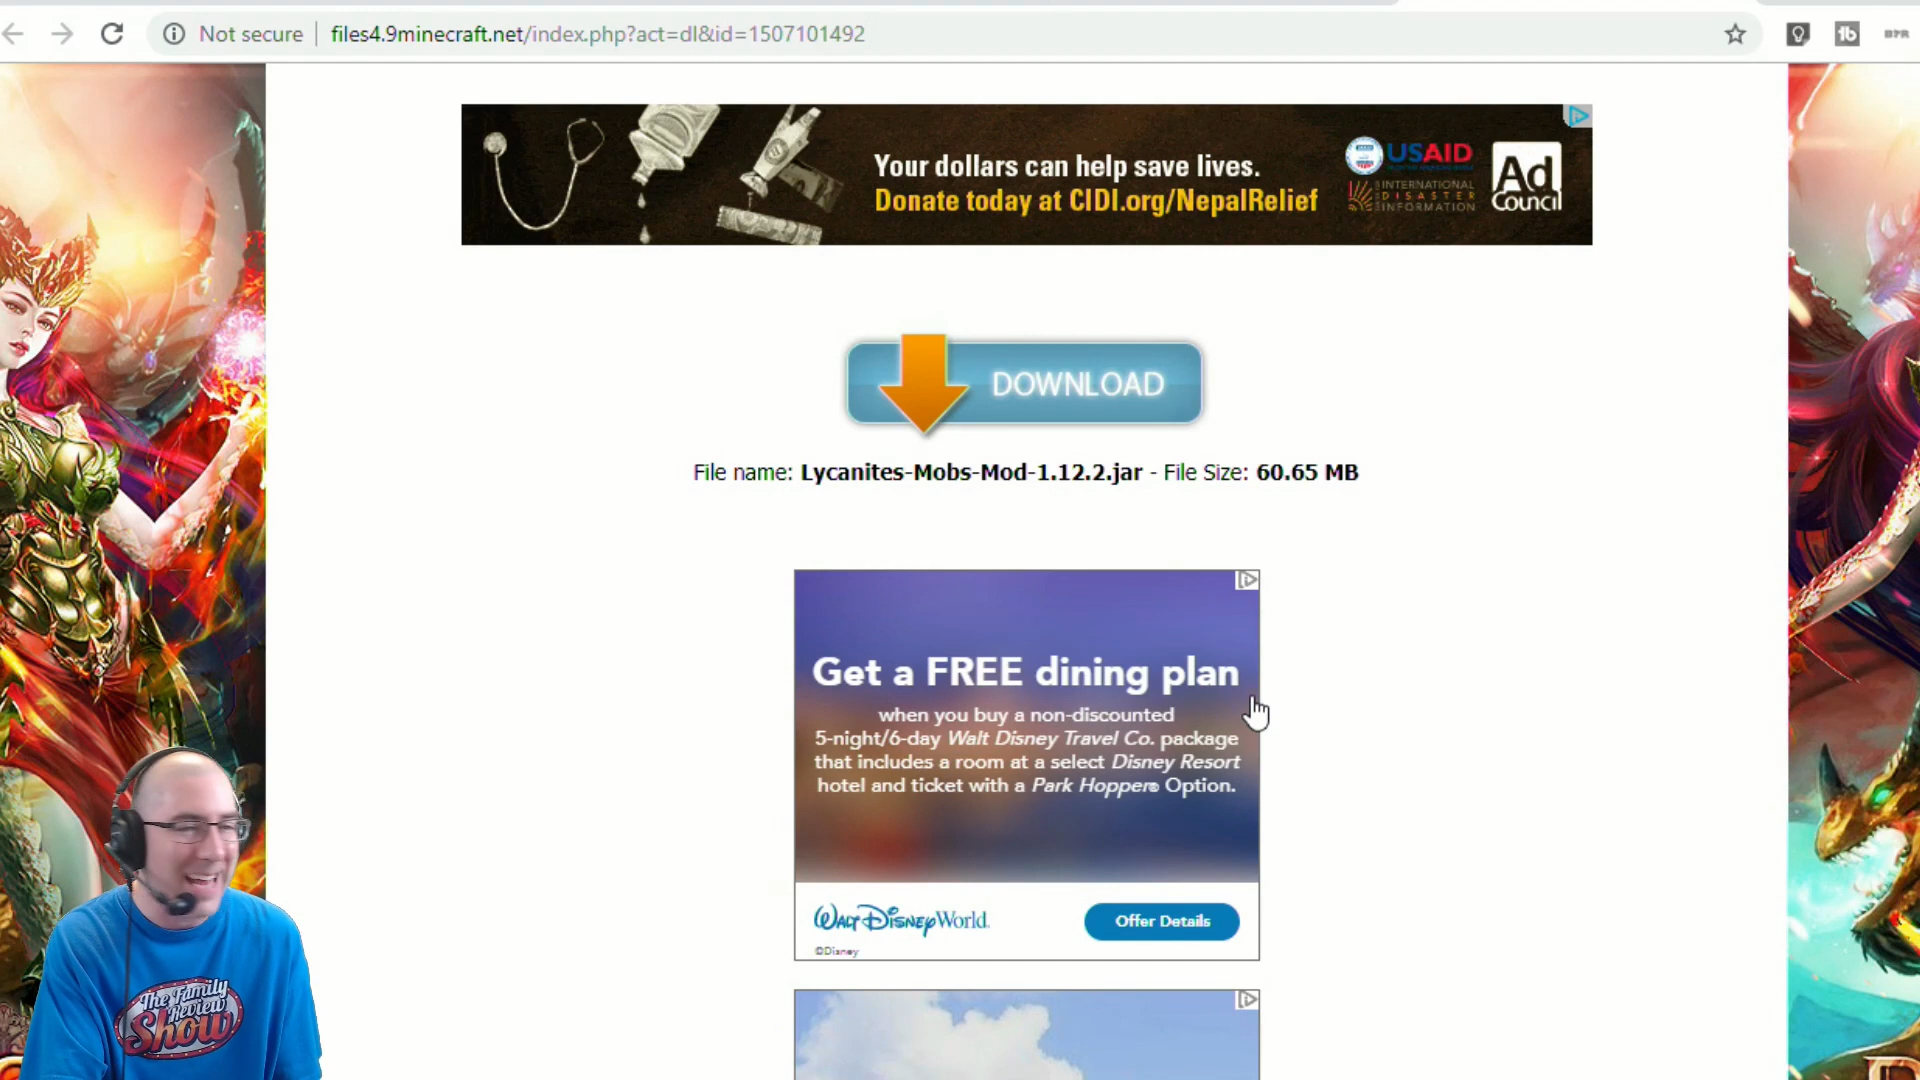 Not secure
files4.9minecraft.net/index.php?act=dl&id=1507101492
Your dollars can help save lives.
Donate today at CIDI.org/NepalRelief
USAID
INTERNATIONAL
DISASTER
INFORMATION
Ad
Council
DOWNLOAD
File name: Lycanites-Mobs-Mod-1.12.2.jar - File Size: 60.65 MB
Get a FREE dining plan
when you buy a non-discounted
5-night/6-day Walt Disney Travel Co. package
that includes a room at a select Disney Resort
hotel and ticket with a Park Hopper® Option.
Walt Disney World.
Offer Details
©Disney
The Family
Review
Show